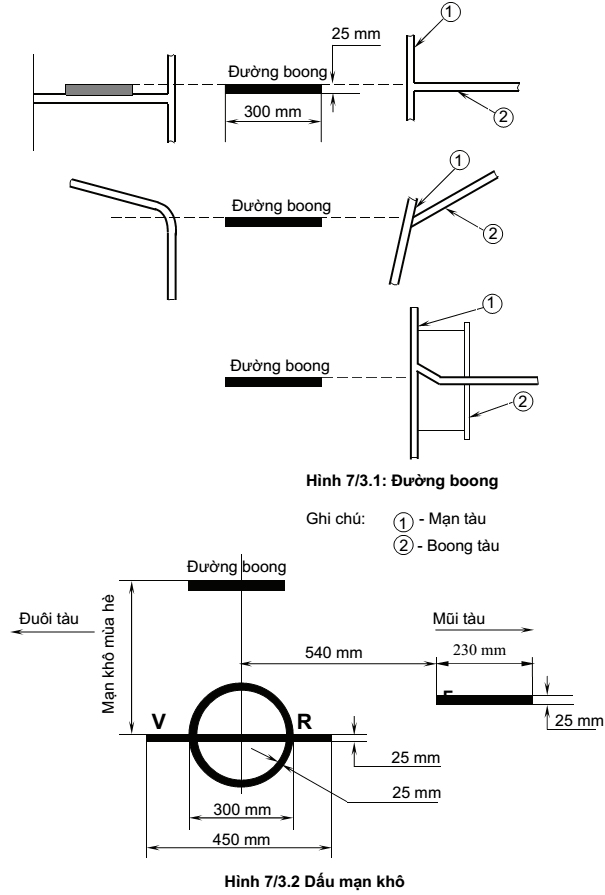 25 mm
1
Đường boong
300 mm
2
1
Đường boong
2
1
Đường boong
2
Hình 7/3.1: Đường boong
Ghi chú: 1 - Mạn tàu
2 - Boong tàu
Đường boong
Đuôi tàu
Mạn khô mùa hè
Mũi tàu
540 mm
230 mm
V
R
25 mm
25 mm
25 mm
300 mm
450 mm
Hình 7/3.2 Dấu mạn khô